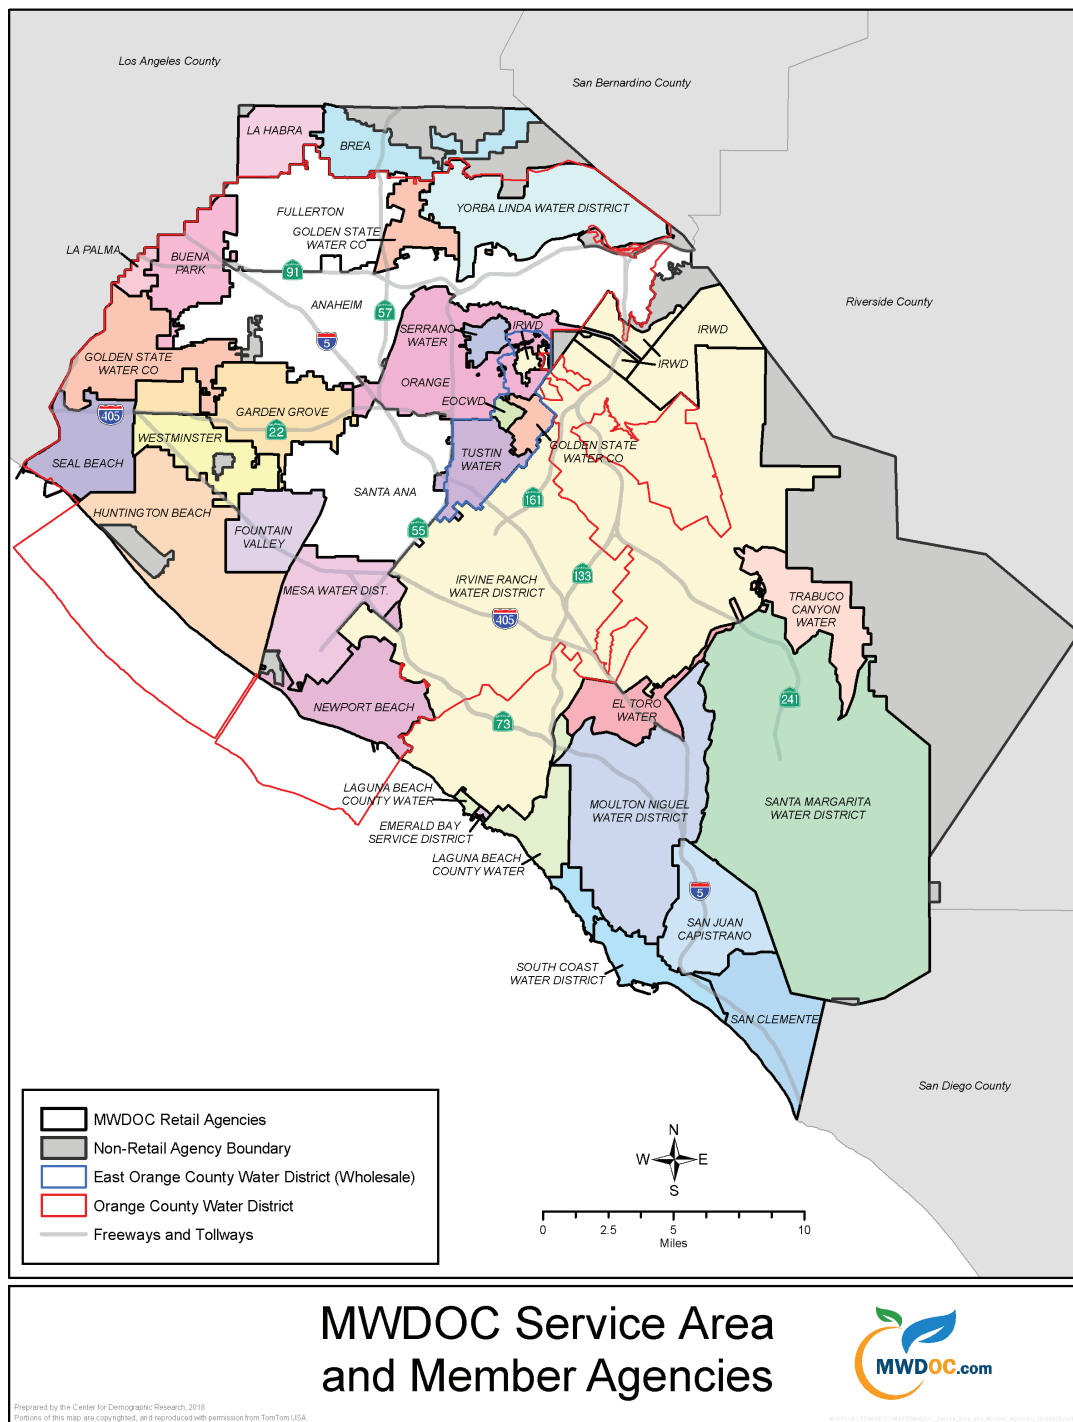 Los Angeles County
San Bernardino County
LA HABRA
BREA
FULLERTON
YORBA LINDA WATER DISTRICT
GOLDEN STATE
WATER CO
LA PALMA
BUENA
PARK
91
ANAHEIM
57
Riverside County
5
SERRANO
WATER
IRWD
IRWD
IRWD
GOLDEN STATE
WATER CO
ORANGE
EOCWD
405
GARDEN GROVE
22
WESTMINSTER
GOLDEN STATE
WATER CO
SEAL BEACH
TUSTIN
WATER
SANTA ANA
161
HUNTINGTON BEACH
FOUNTAIN
VALLEY
55
MESA WATER DIST.
IRVINE RANCH
WATER DISTRICT
133
405
TRABUCO
CANYON
WATER
NEWPORT BEACH
73
EL TORO
WATER
241
LAGUNA BEACH
COUNTY WATER
EMERALD BAY
SERVICE DISTRICT
LAGUNA BEACH
COUNTY WATER
MOULTON NIGUEL
WATER DISTRICT
SANTA MARGARITA
WATER DISTRICT
5
SAN JUAN
CAPISTRANO
SOUTH COAST
WATER DISTRICT
SAN CLEMENTE
San Diego County
MWDOC Retail Agencies
Non-Retail Agency Boundary
East Orange County Water District (Wholesale)
Orange County Water District
Freeways and Tollways
N
W E
S
0 2.5 5 10
Miles
MWDOC Service Area
and Member Agencies
MWDOC.com
Prepared by the Center for Demographic Research, 2018
Portions of this map are copyrighted, and reproduced with permission from TomTom USA.